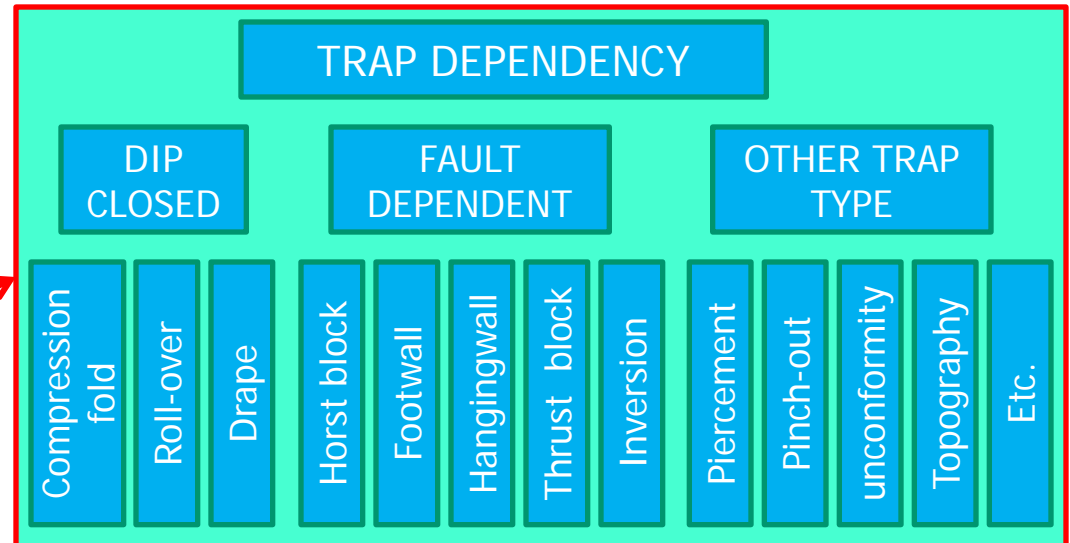 TRAP DEPENDENCY
DIP
CLOSED
FAULT
DEPENDENT
OTHER TRAP
TYPE
Compression
fold
Roll-over
Drape
Horst block
Footwall
Hangingwall
Thrust block
Inversion
Piercement
Pinch-out
unconformity
Topography
Etc.